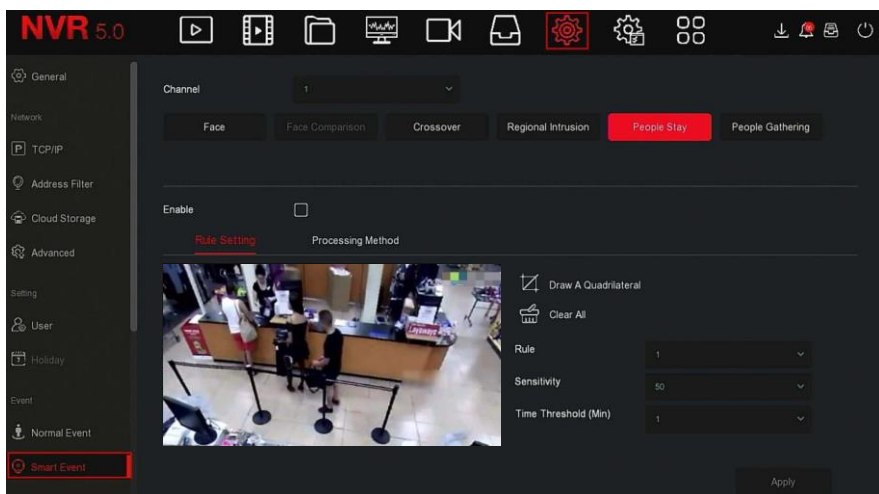 NVR 5.0
General
Network
TCP/IP
Address Filter
Cloud Storage
Advanced
Setting
User
Holiday
Event
Normal Event
Smart Event
Channel
1
Face
Face Comparison
Crossover
Regional Intrusion
People Stay
People Gathering
Enable
Rule Setting
Processing Method
Draw A Quadrilateral
Clear All
Rule
1
Sensitivity
50
Time Threshold (Min)
1
Apply